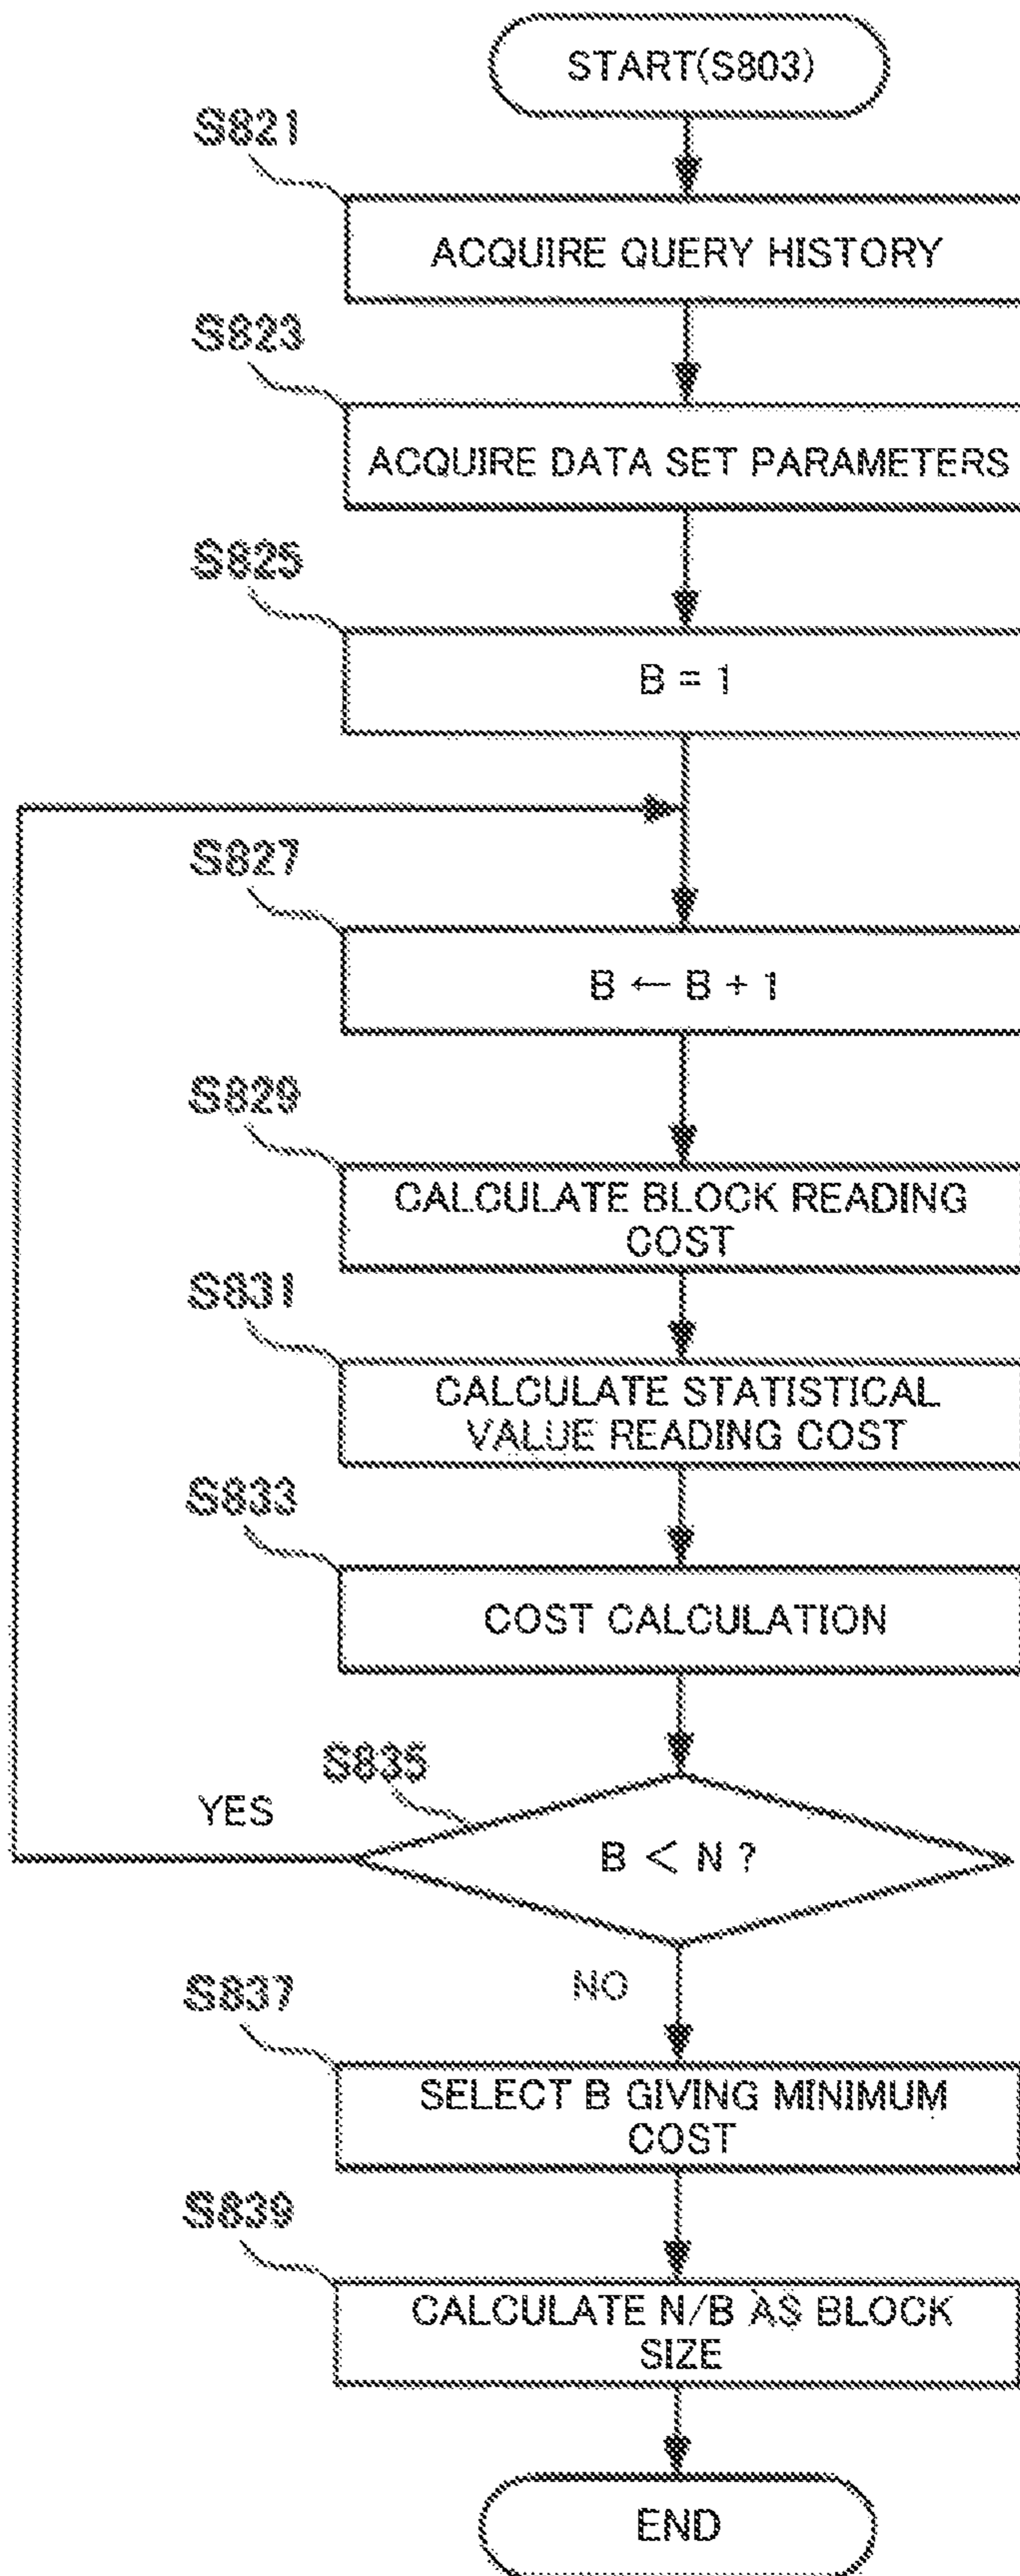 START(S803)
S821
ACQUIRE QUERY HISTORY
S823
ACQUIRE DATA SET PARAMETERS
S825
B = 1
S827
B ← B + 1
S829
CALCULATE BLOCK READING
COST
S831
CALCULATE STATISTICAL
VALUE READING COST
S833
COST CALCULATION
S835
YES
B < N ?
NO
S837
SELECT B GIVING MINIMUM
COST
S839
CALCULATE N/B AS BLOCK
SIZE
END